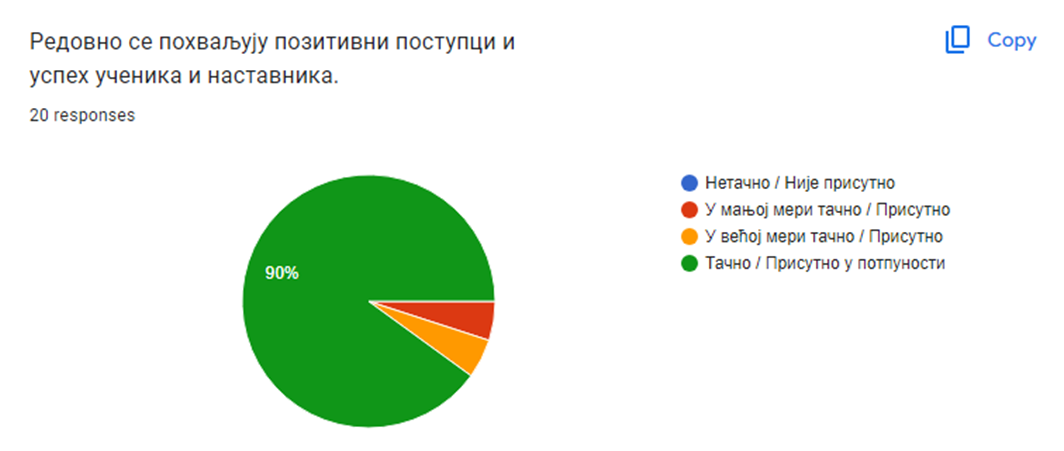 Редовно се похваљују позитивни поступци и
успех ученика и наставника.
Copy
20 responses
90%
Нетачно / Није присутно
У мањој мери тачно / Присутно
У већој мери тачно / Присутно
Тачно / Присутно у потпуности